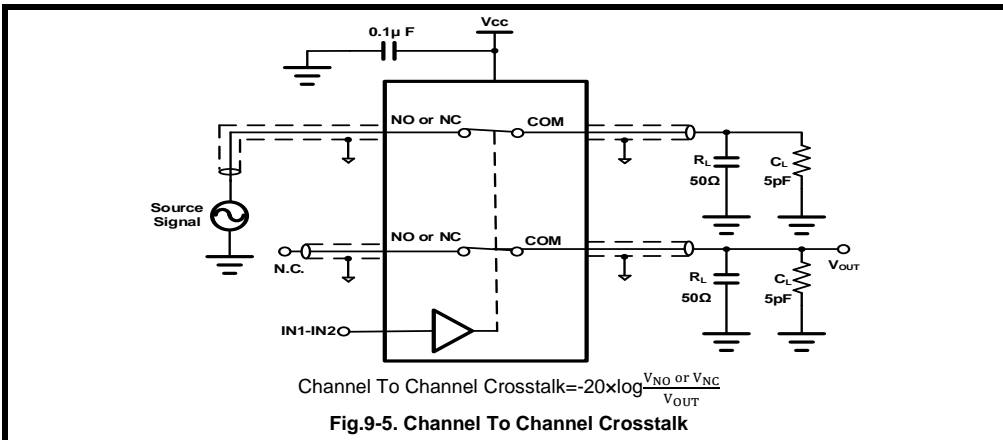 Vcc
0.1µ F
NO or NC
COM
RL
50Ω
CL
5pF
Source
Signal
NO or NC
COM
N.C.
VOUT
RL
50Ω
CL
5pF
IN1-IN2
Channel To Channel Crosstalk=-20×log VNO or VNC / VOUT
Fig.9-5. Channel To Channel Crosstalk